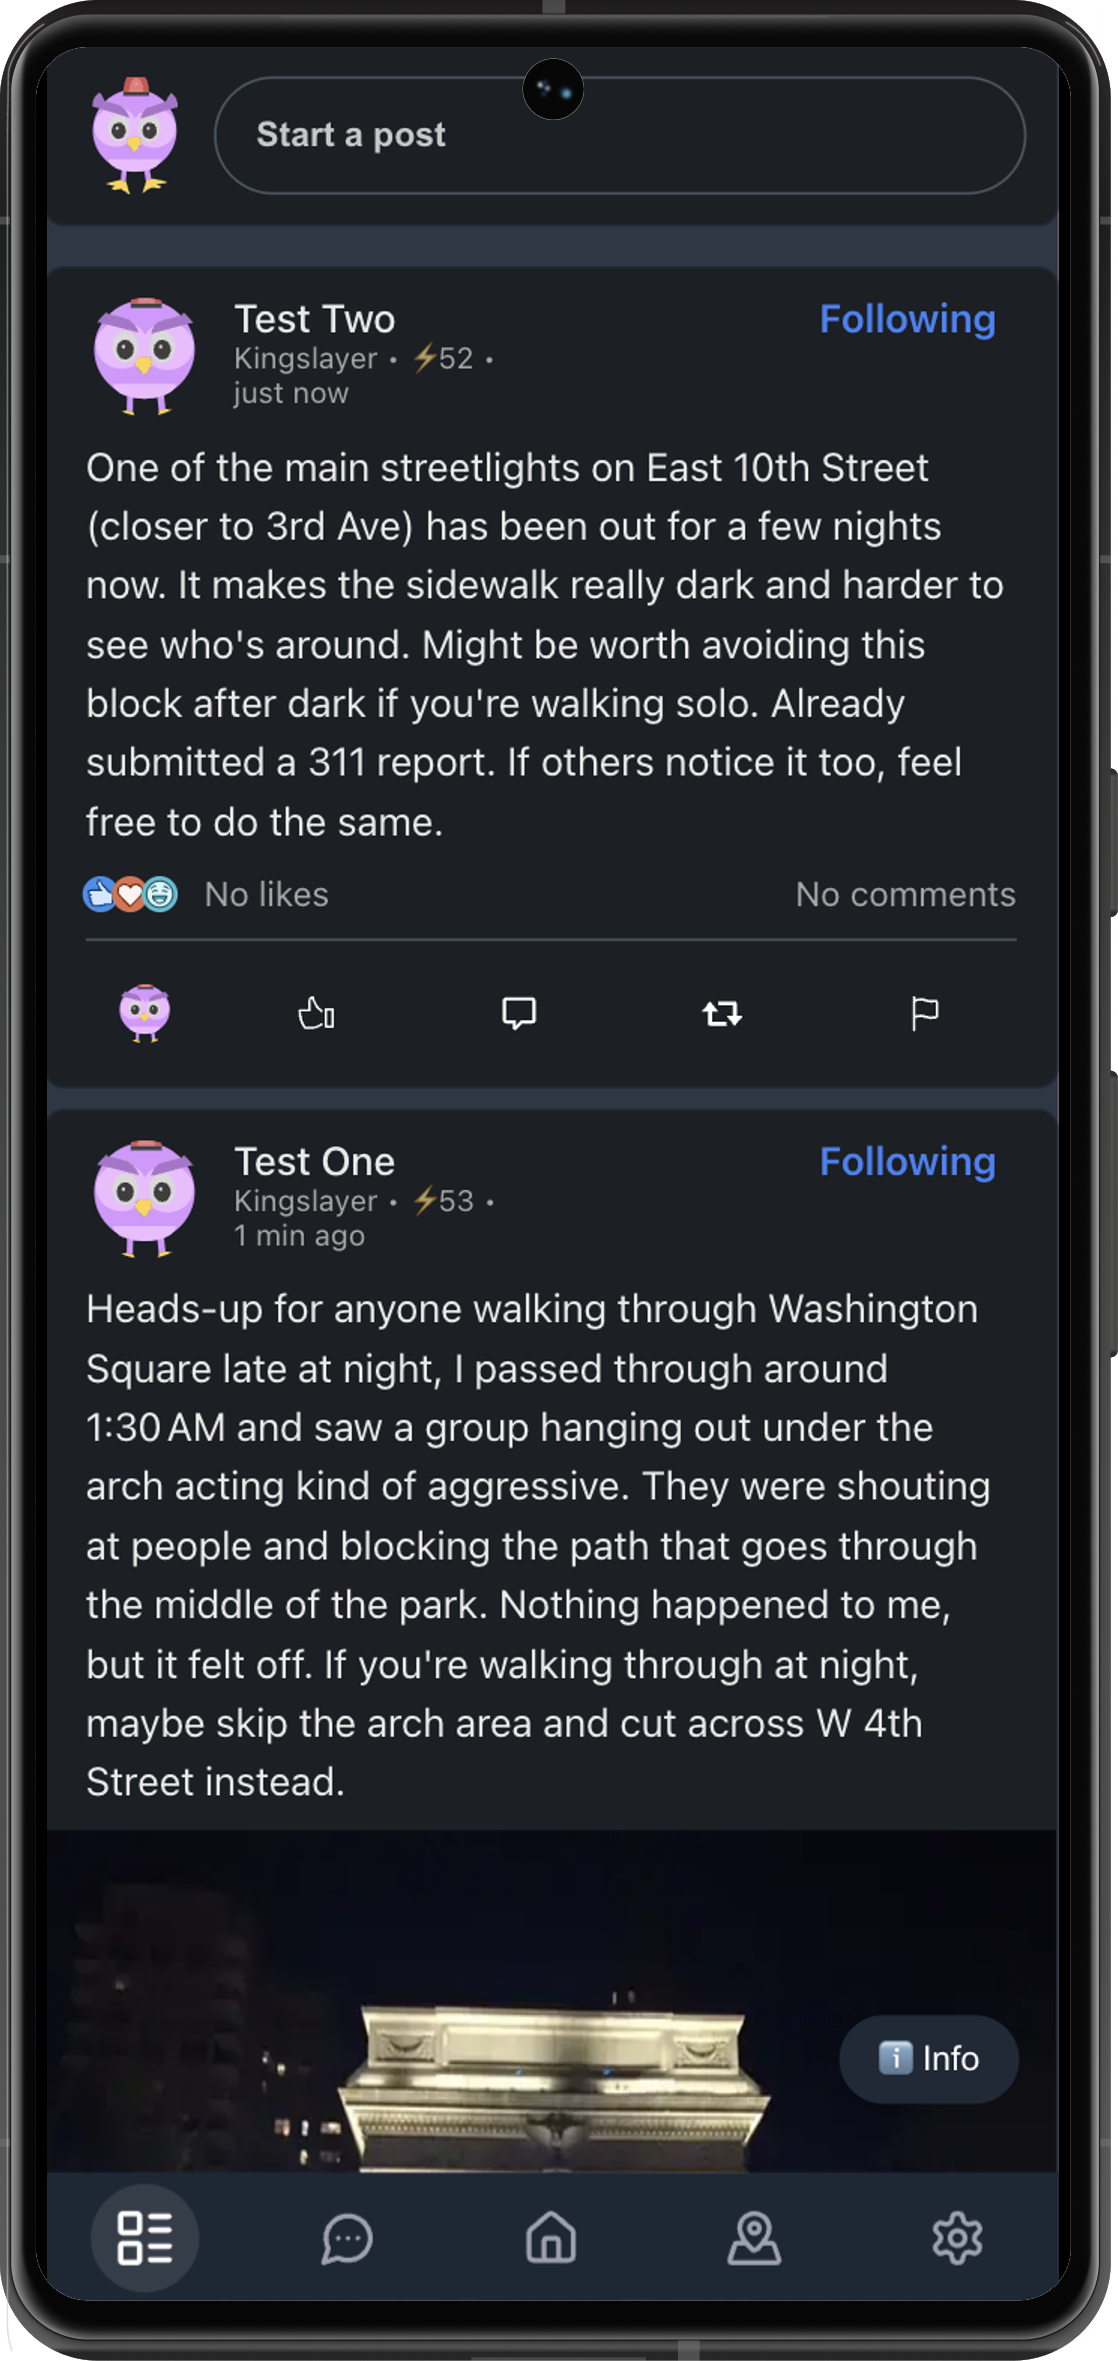 Start a post
Test Two
Following
Kingslayer • ⚡52 •
just now
One of the main streetlights on East 10th Street
(closer to 3rd Ave) has been out for a few nights
now. It makes the sidewalk really dark and harder to
see who's around. Might be worth avoiding this
block after dark if you're walking solo. Already
submitted a 311 report. If others notice it too, feel
free to do the same.
No likes
No comments
Test One
Following
Kingslayer • ⚡53 •
1 min ago
Heads-up for anyone walking through Washington
Square late at night, I passed through around
1:30 AM and saw a group hanging out under the
arch acting kind of aggressive. They were shouting
at people and blocking the path that goes through
the middle of the park. Nothing happened to me,
but it felt off. If you're walking through at night,
maybe skip the arch area and cut across W 4th
Street instead.
ℹ️ Info